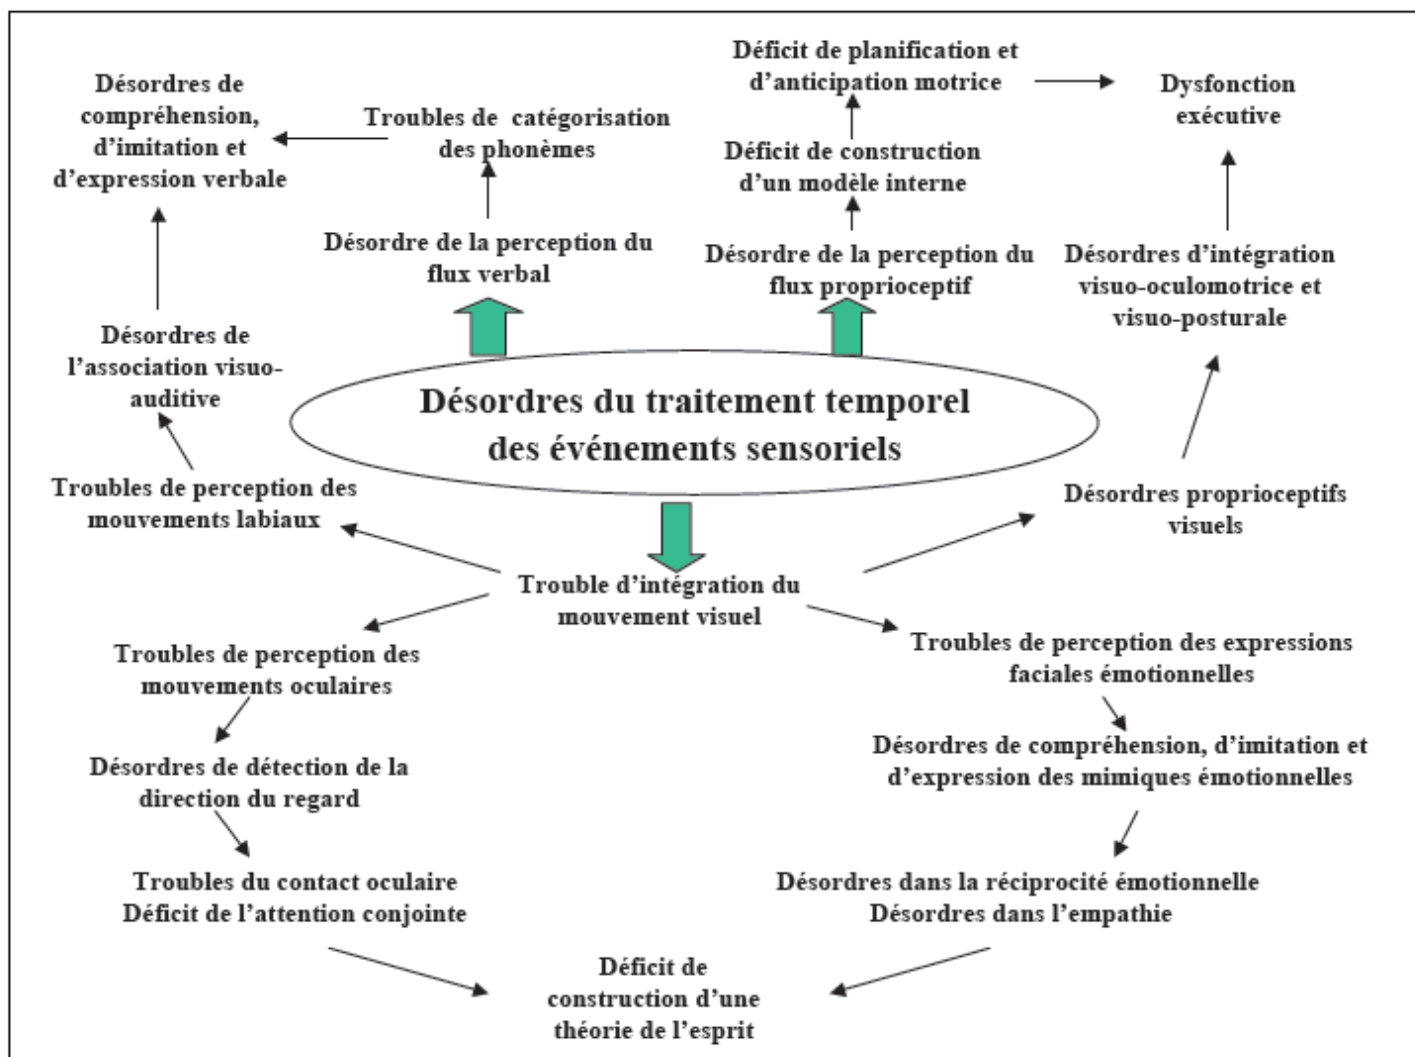 Déficit de planification et
d'anticipation motrice
Désordres de
compréhension,
d'imitation et
d'expression verbale
Troubles de catégorisation
des phonèmes
Dysfonction
exécutive
Déficit de construction
d'un modèle interne
Désordre de la perception du
flux verbal
Désordre de la perception du
flux proprioceptif
Désordres d'intégration
visuo-oculomotrice et
visuo-posturale
Désordres de
l'association visuo-
auditive
Désordres du traitement temporel
des événements sensoriels
Troubles de perception des
mouvements labiaux
Désordres proprioceptifs
visuels
Trouble d'intégration du
mouvement visuel
Troubles de perception des
mouvements oculaires
Troubles de perception des expressions
faciales émotionnelles
Désordres de détection de la
direction du regard
Désordres de compréhension, d'imitation et
d'expression des mimiques émotionnelles
Troubles du contact oculaire
Déficit de l'attention conjointe
Désordres dans la réciprocité émotionnelle
Désordres dans l'empathie
Déficit de
construction d'une
théorie de l'esprit